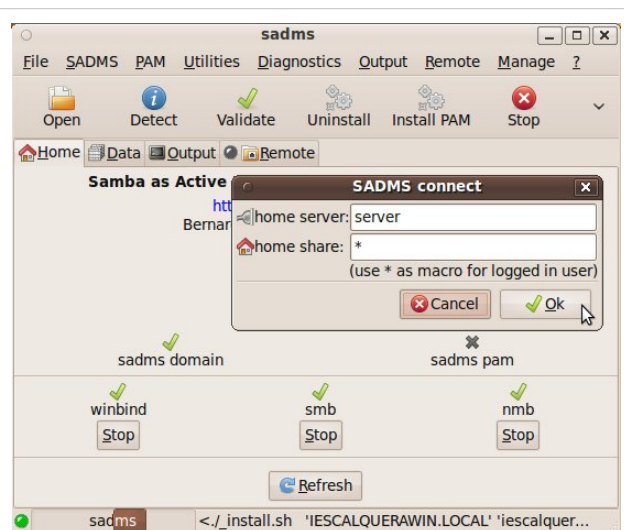 sadms
File SADMS PAM Utilities Diagnostics Output Remote Manage ?
Open Detect Validate Uninstall Install PAM Stop
Home Data Output Remote
Samba as Active
htt
Bernar
SADMS connect
home server: server
home share: *
(use * as macro for logged in user)
Cancel Ok
sadms domain sadms pam
winbind smb nmb
Stop Stop Stop
Refresh
sadms <./_install.sh 'IESCALQUERAWIN.LOCAL' 'iescalquer...